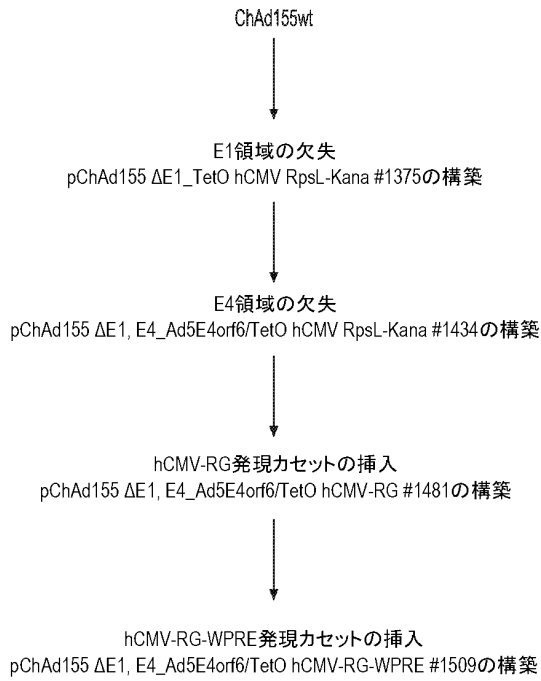 ChAd155wt
E1領域の欠失
pChAd155 ΔE1_TetO hCMV RpsL-Kana #1375の構築
E4領域の欠失
pChAd155 ΔE1, E4_Ad5E4orf6/TetO hCMV RpsL-Kana #1434の構築
hCMV-RG発現カセットの挿入
pChAd155 ΔE1, E4_Ad5E4orf6/TetO hCMV-RG #1481の構築
hCMV-RG-WPRE発現カセットの挿入
pChAd155 ΔE1, E4_Ad5E4orf6/TetO hCMV-RG-WPRE #1509の構築